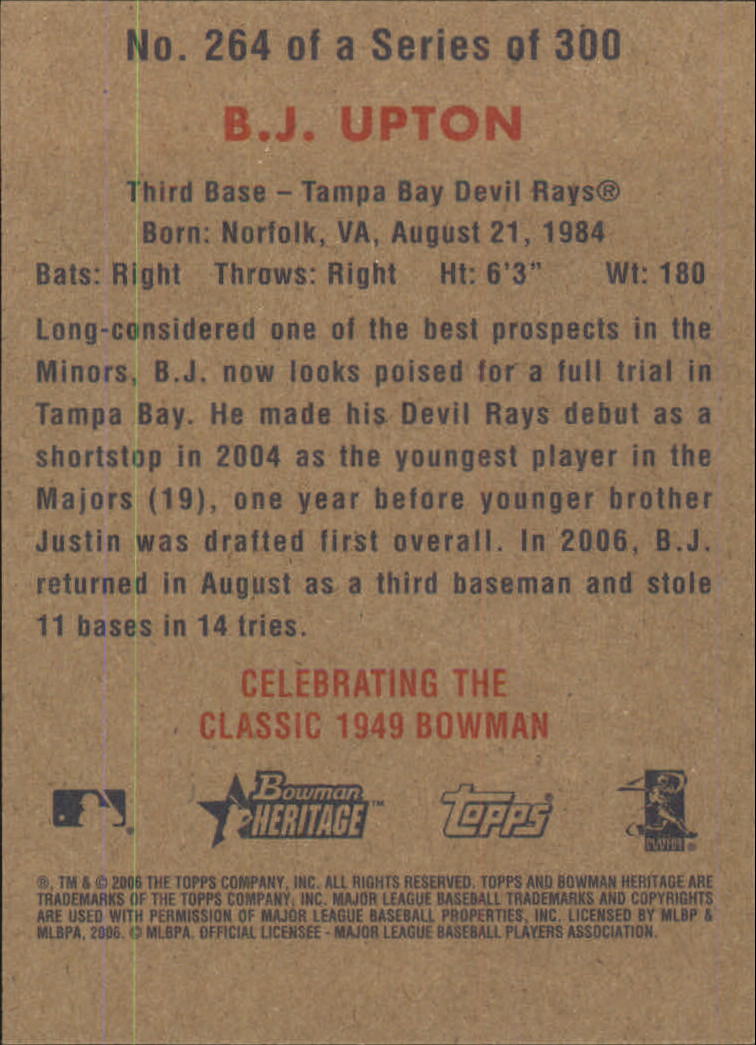 No. 264 of a Series of 300
B.J. UPTON
Third Base – Tampa Bay Devil Rays®
Born: Norfolk, VA, August 21, 1984
Bats: Right Throws: Right Ht: 6'3" Wt: 180
Long-considered one of the best prospects in the
Minors, B.J. now looks poised for a full trial in
Tampa Bay. He made his Devil Rays debut as a
shortstop in 2004 as the youngest player in the
Majors (19), one year before younger brother
Justin was drafted first overall. In 2006, B.J.
returned in August as a third baseman and stole
11 bases in 14 tries.
CELEBRATING THE
CLASSIC 1949 BOWMAN
Bowman
HERITAGE™
Topps®
PLAYERS®
®, TM & © 2006 THE TOPPS COMPANY, INC. ALL RIGHTS RESERVED. TOPPS AND BOWMAN HERITAGE ARE
TRADEMARKS OF THE TOPPS COMPANY, INC. MAJOR LEAGUE BASEBALL TRADEMARKS AND COPYRIGHTS
ARE USED WITH PERMISSION OF MAJOR LEAGUE BASEBALL PROPERTIES, INC. LICENSED BY MLBP &
MLBPA, 2006. © MLBPA. OFFICIAL LICENSEE - MAJOR LEAGUE BASEBALL PLAYERS ASSOCIATION.